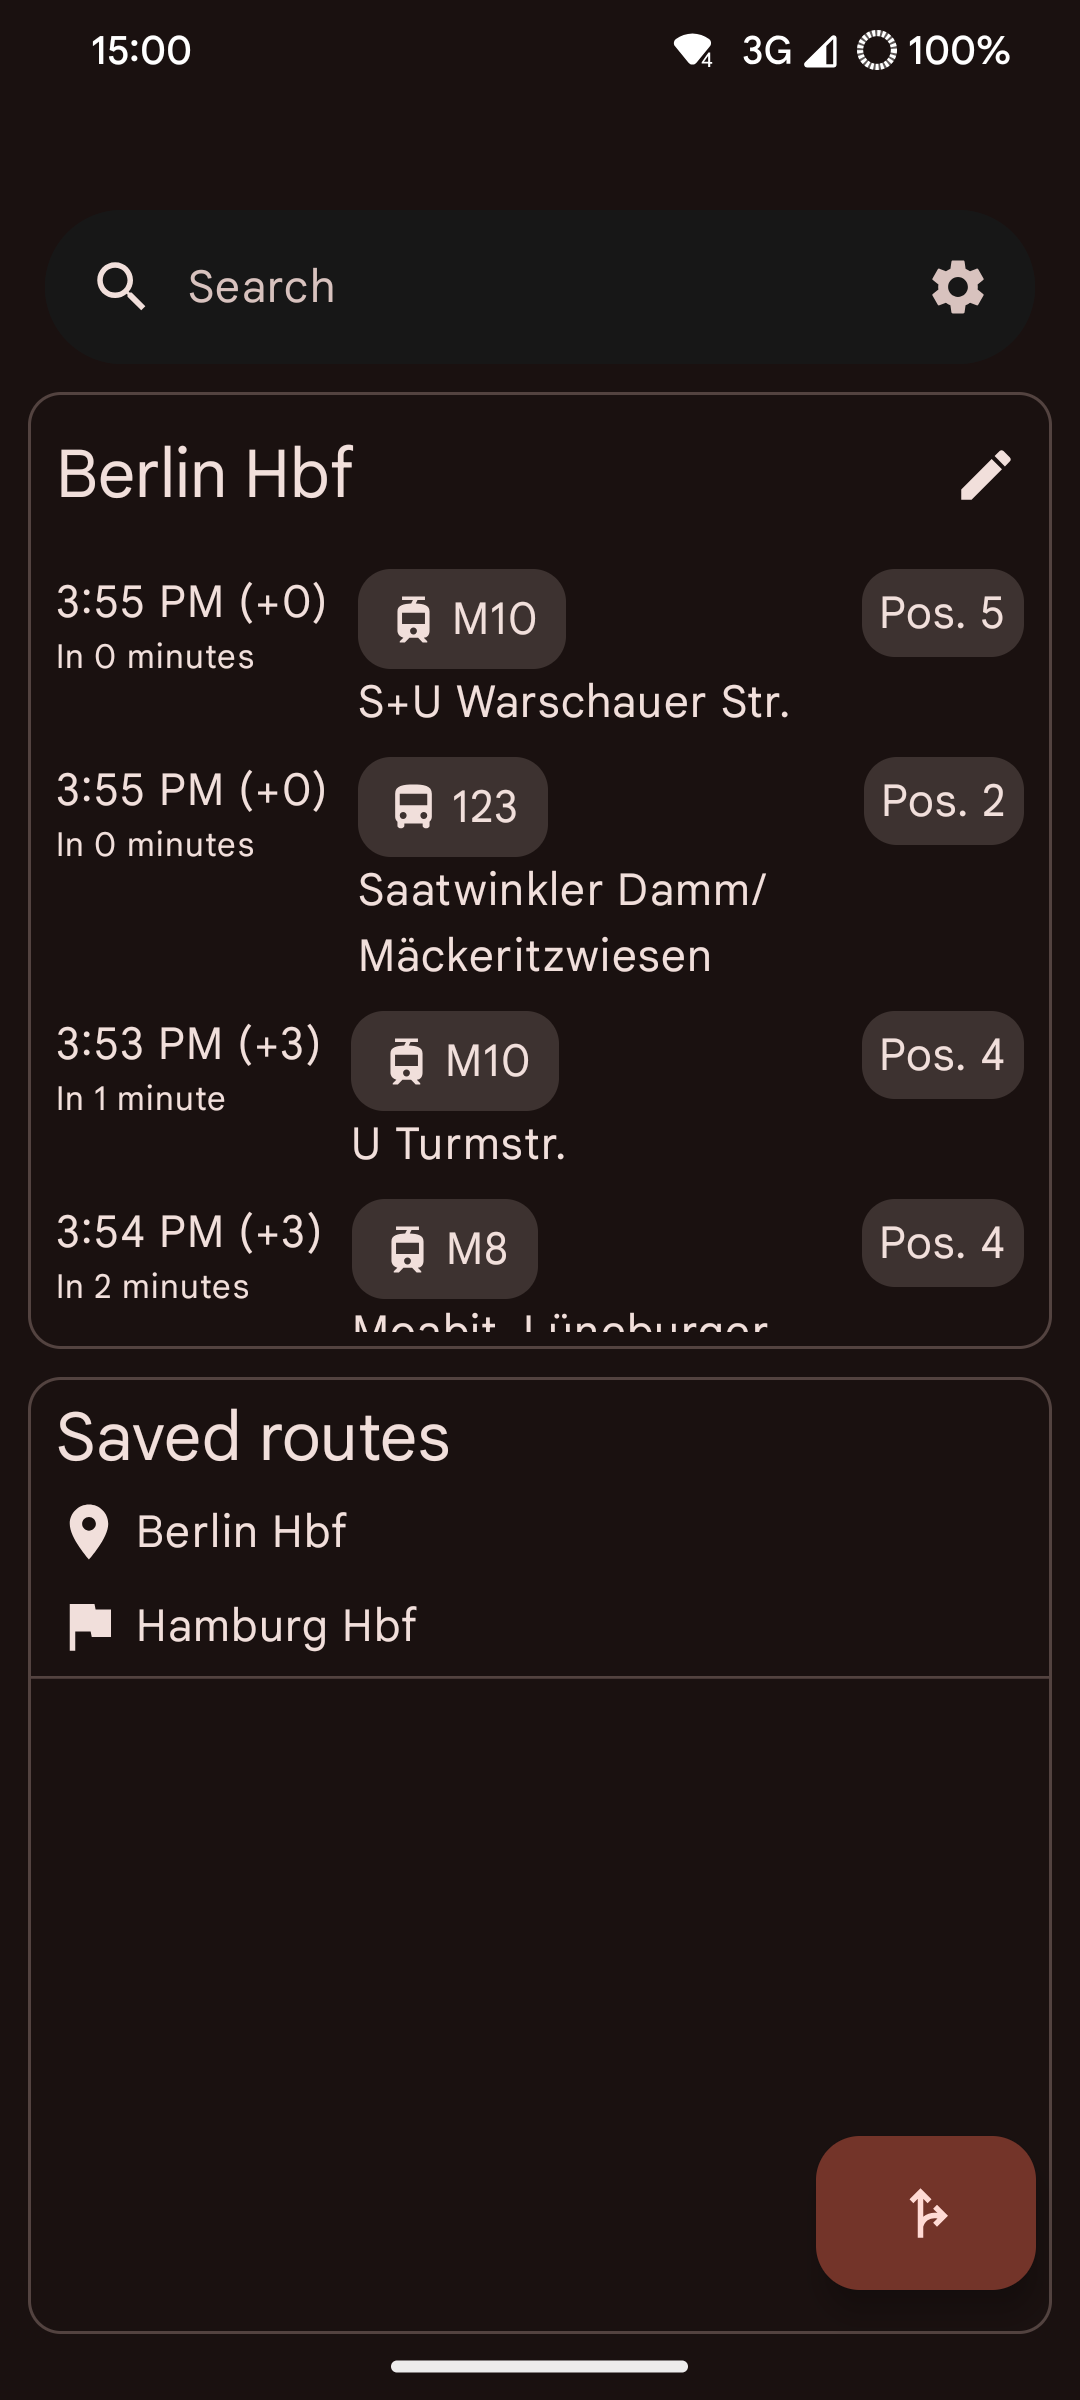 15:00
4 3G 100%
Search
Berlin Hbf
3:55 PM (+0) M10 Pos. 5
In 0 minutes
S+U Warschauer Str.
3:55 PM (+0) 123 Pos. 2
In 0 minutes
Saatwinkler Damm/
Mäckeritzwiesen
3:53 PM (+3) M10 Pos. 4
In 1 minute
U Turmstr.
3:54 PM (+3) M8 Pos. 4
In 2 minutes
Moabit, Lüneburger
Saved routes
Berlin Hbf
Hamburg Hbf